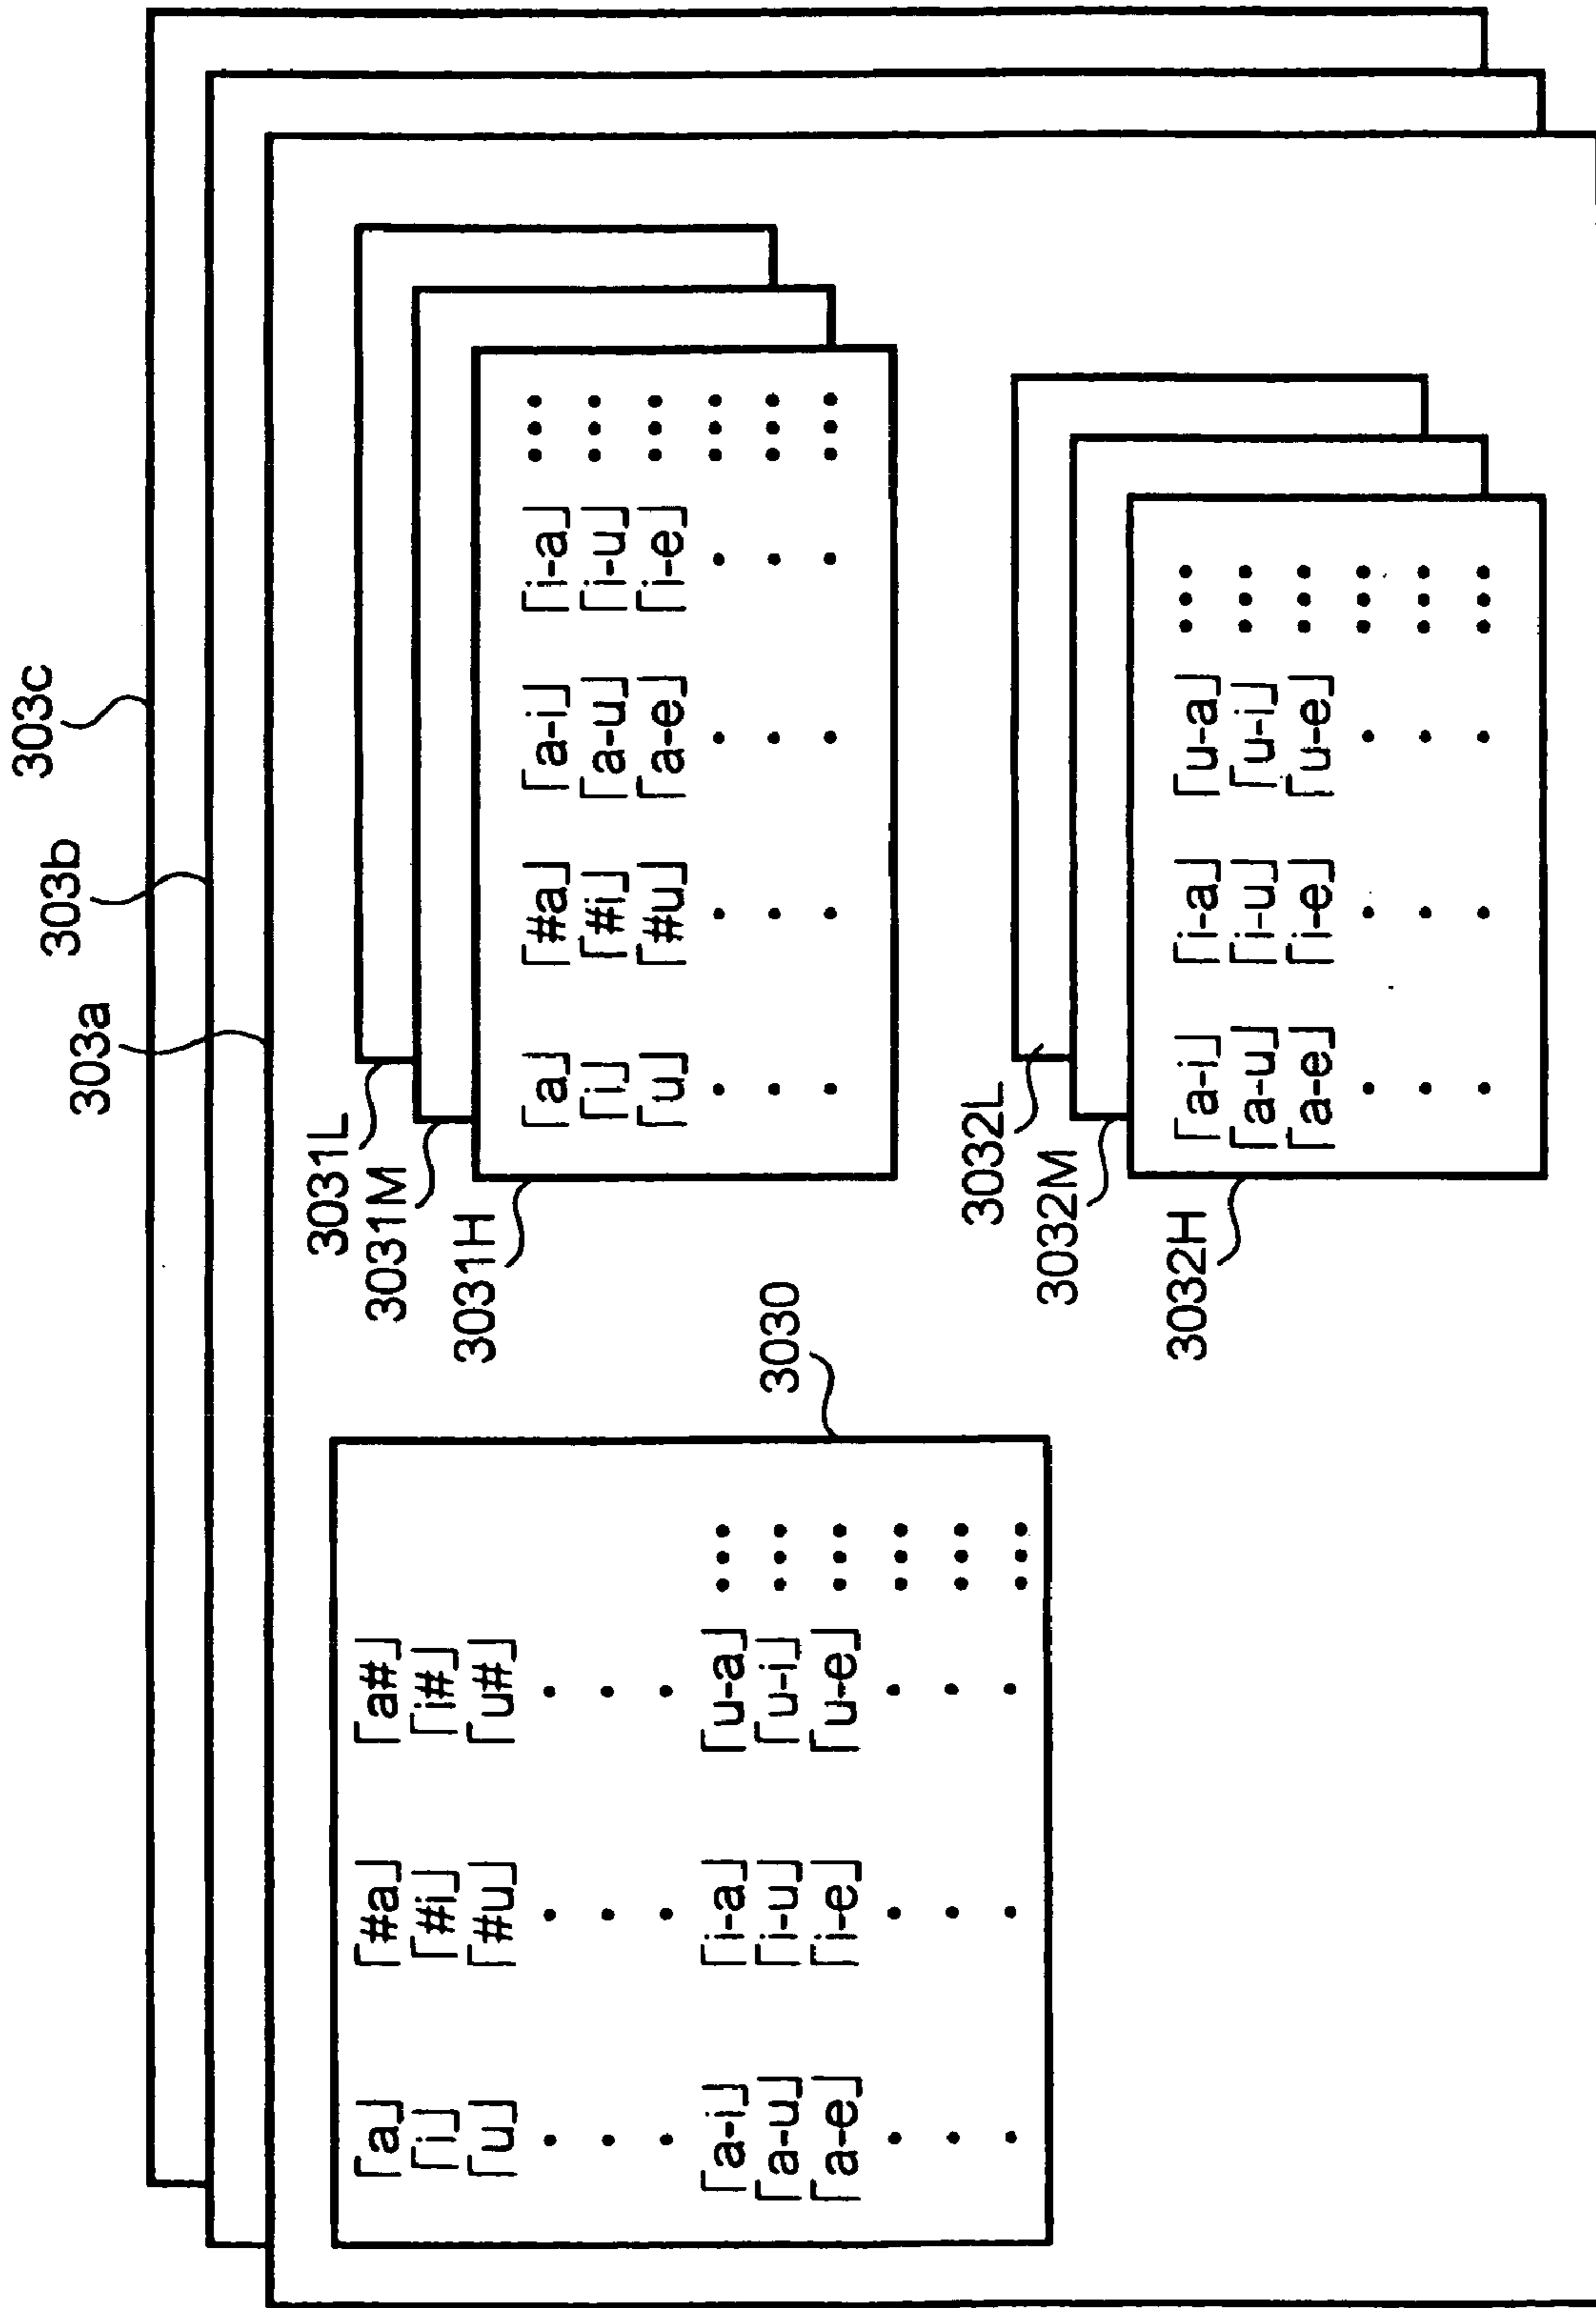 303c
303b
303a
3031L
3031M
3031H
｢a｣ ｢#a｣ ｢a-i｣ ｢i-a｣ •••
｢i｣ ｢#i｣ ｢a-u｣ ｢i-u｣ •••
｢u｣ ｢#u｣ ｢a-e｣ ｢i-e｣ •••
• • • • •••
• • • • •••
• • • • •••
3032L
3032M
3032H
｢a-i｣ ｢i-a｣ ｢u-a｣ •••
｢a-u｣ ｢i-u｣ ｢u-i｣ •••
｢a-e｣ ｢i-e｣ ｢u-e｣ •••
• • • •••
• • • •••
• • • •••
3030
｢a｣ ｢#a｣ ｢a#｣
｢i｣ ｢#i｣ ｢i#｣
｢u｣ ｢#u｣ ｢u#｣
• • •
• • •
• • •
｢a-i｣ ｢i-a｣ ｢u-a｣ •••
｢a-u｣ ｢i-u｣ ｢u-i｣ •••
｢a-e｣ ｢i-e｣ ｢u-e｣ •••
• • • •••
• • • •••
• • • •••